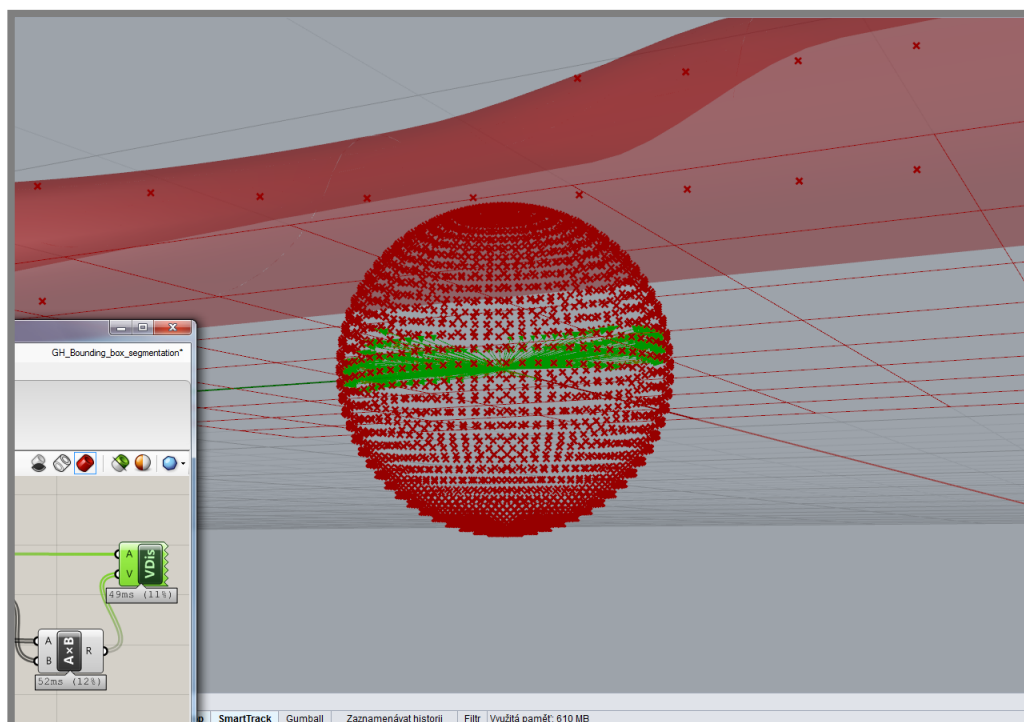 GH_Bounding_box_segmentation*
A
V
VDis
49ms (11%)
A
B
A×B
R
52ms (12%)
SmartTrack Gumball Zaznamenávat historii Filtr Využitá paměť: 610 MB